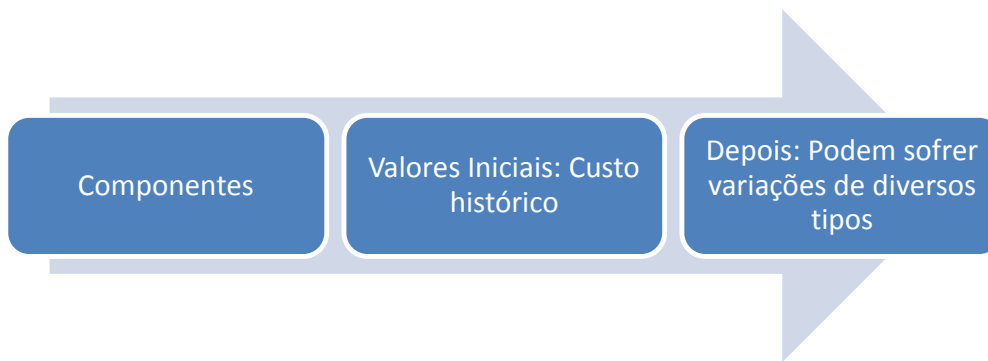 Componentes
Valores Iniciais: Custo
histórico
Depois: Podem sofrer
variações de diversos
tipos